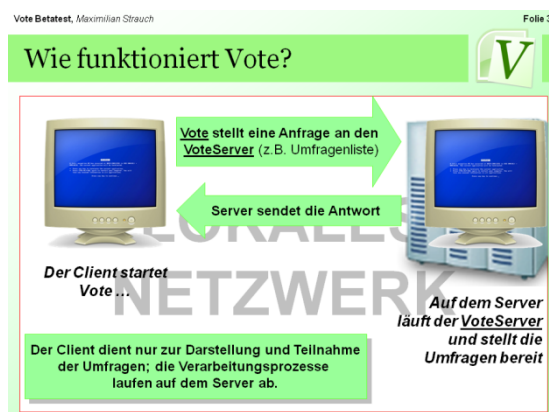 Vote Betatest, Maximilian Strauch
Folie 3
Wie funktioniert Vote?
V
Vote stellt eine Anfrage an den
VoteServer (z.B. Umfragenliste)
Server sendet die Antwort
LOKALES
NETZWERK
Der Client startet
Vote ...
Auf dem Server
läuft der VoteServer
und stellt die
Umfragen bereit
Der Client dient nur zur Darstellung und Teilnahme
der Umfragen; die Verarbeitungsprozesse
laufen auf dem Server ab.